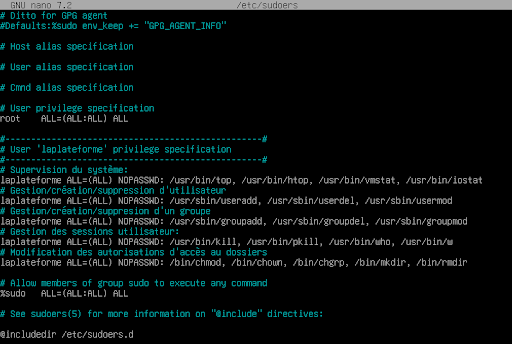 GNU nano 7.2 /etc/sudoers
# Ditto for GPG agent
#Defaults:%sudo env_keep += "GPG_AGENT_INFO"
# Host alias specification
# User alias specification
# Cmnd alias specification
# User privilege specification
root ALL=(ALL:ALL) ALL
#--------------------------------------------------#
# User 'laplateforme' privilege specification
#--------------------------------------------------#
# Supervision du système:
laplateforme ALL=(ALL) NOPASSWD: /usr/bin/top, /usr/bin/htop, /usr/bin/vmstat, /usr/bin/iostat
# Gestion/création/suppression d'utilisateur
laplateforme ALL=(ALL) NOPASSWD: /usr/sbin/useradd, /usr/sbin/userdel, /usr/sbin/usermod
# Gestion/création/suppresion d'un groupe
laplateforme ALL=(ALL) NOPASSWD: /usr/sbin/groupadd, /usr/sbin/groupdel, /usr/sbin/groupmod
# Gestion des sessions utilisateur:
laplateforme ALL=(ALL) NOPASSWD: /usr/bin/kill, /usr/bin/pkill, /usr/bin/who, /usr/bin/w
# Modification des autorisations d'accès au dossiers
laplateforme ALL=(ALL) NOPASSWD: /bin/chmod, /bin/chown, /bin/chgrp, /bin/mkdir, /bin/rmdir
# Allow members of group sudo to execute any command
%sudo ALL=(ALL:ALL) ALL
# See sudoers(5) for more information on "@include" directives:
@includedir /etc/sudoers.d